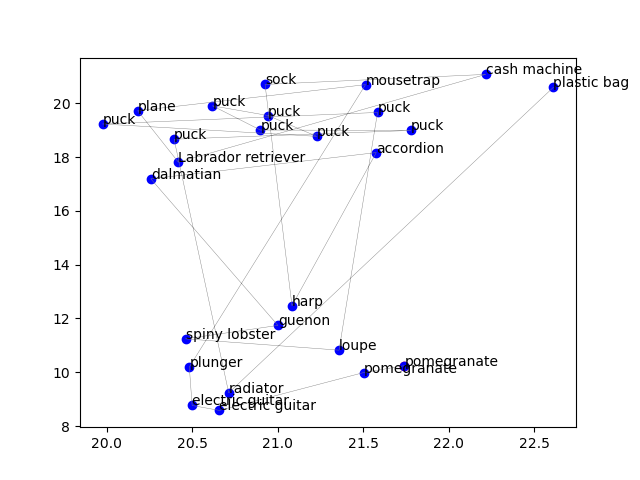 cash machine
sock
mousetrap
plastic bag
plane
puck
puck
puck
puck
puck
puck
puck
puck
Labrador retriever
accordion
dalmatian
harp
guenon
spiny lobster
loupe
plunger
pomegranate
pomegranate
radiator
electric guitar
electric guitar
20
18
16
14
12
10
8
20.0 20.5 21.0 21.5 22.0 22.5